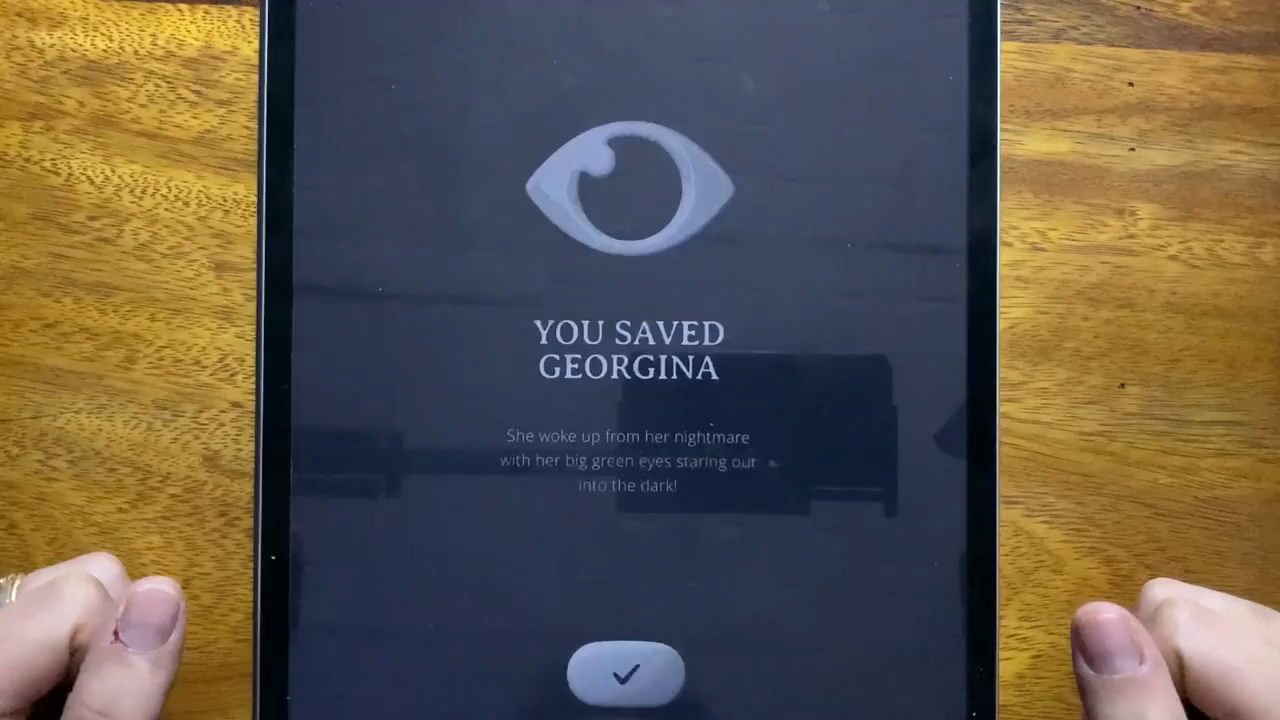 YOU SAVED
GEORGINA
She woke up from her nightmare
with her big green eyes staring out
into the dark!